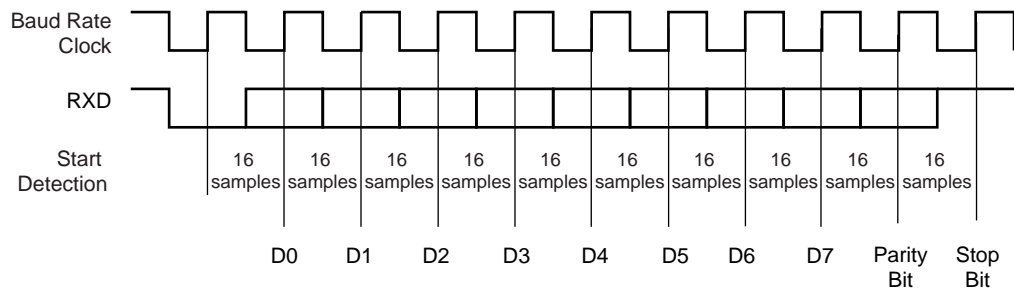 Baud Rate
Clock
RXD
Start
Detection
16 16 16 16 16 16 16 16 16 16
samples samples samples samples samples samples samples samples samples samples
D0 D1 D2 D3 D4 D5 D6 D7 Parity Stop
Bit Bit